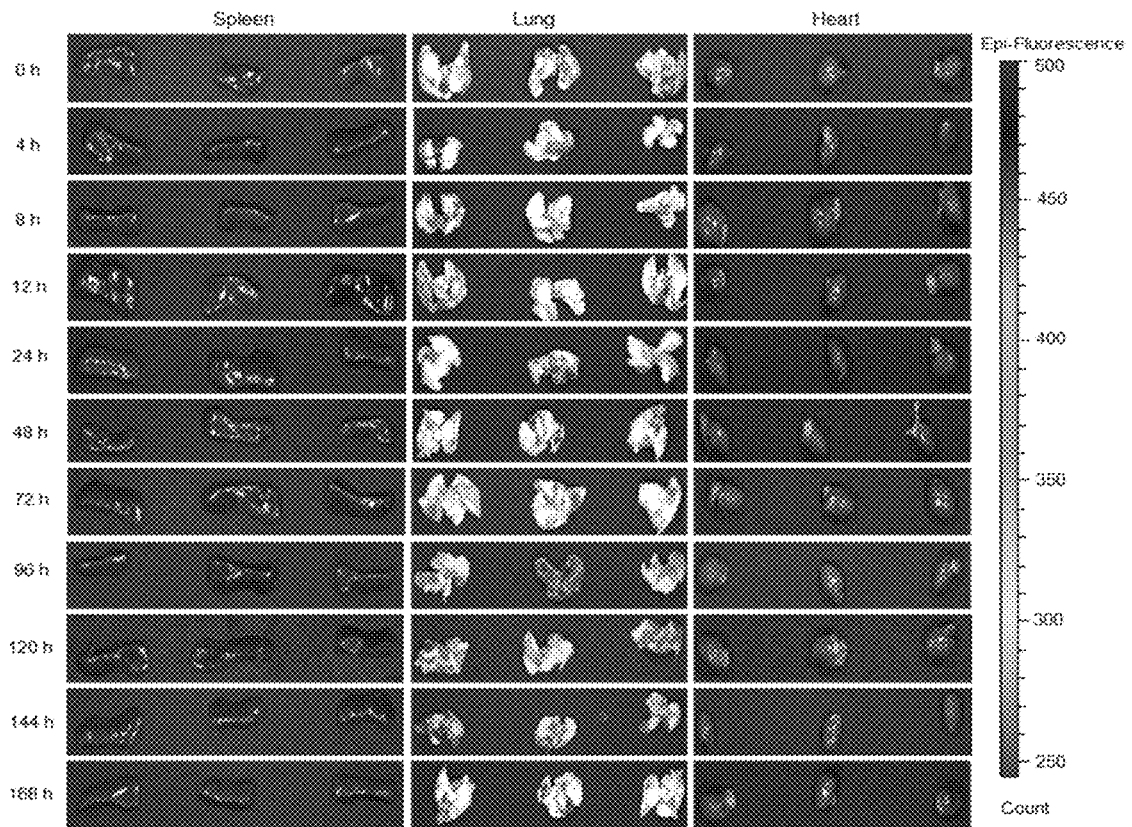 Spleen Lung Heart
Epi-Fluorescence
0 h
4 h
8 h
12 h
24 h
48 h
72 h
96 h
120 h
144 h
168 h
500
450
400
350
300
250
Count